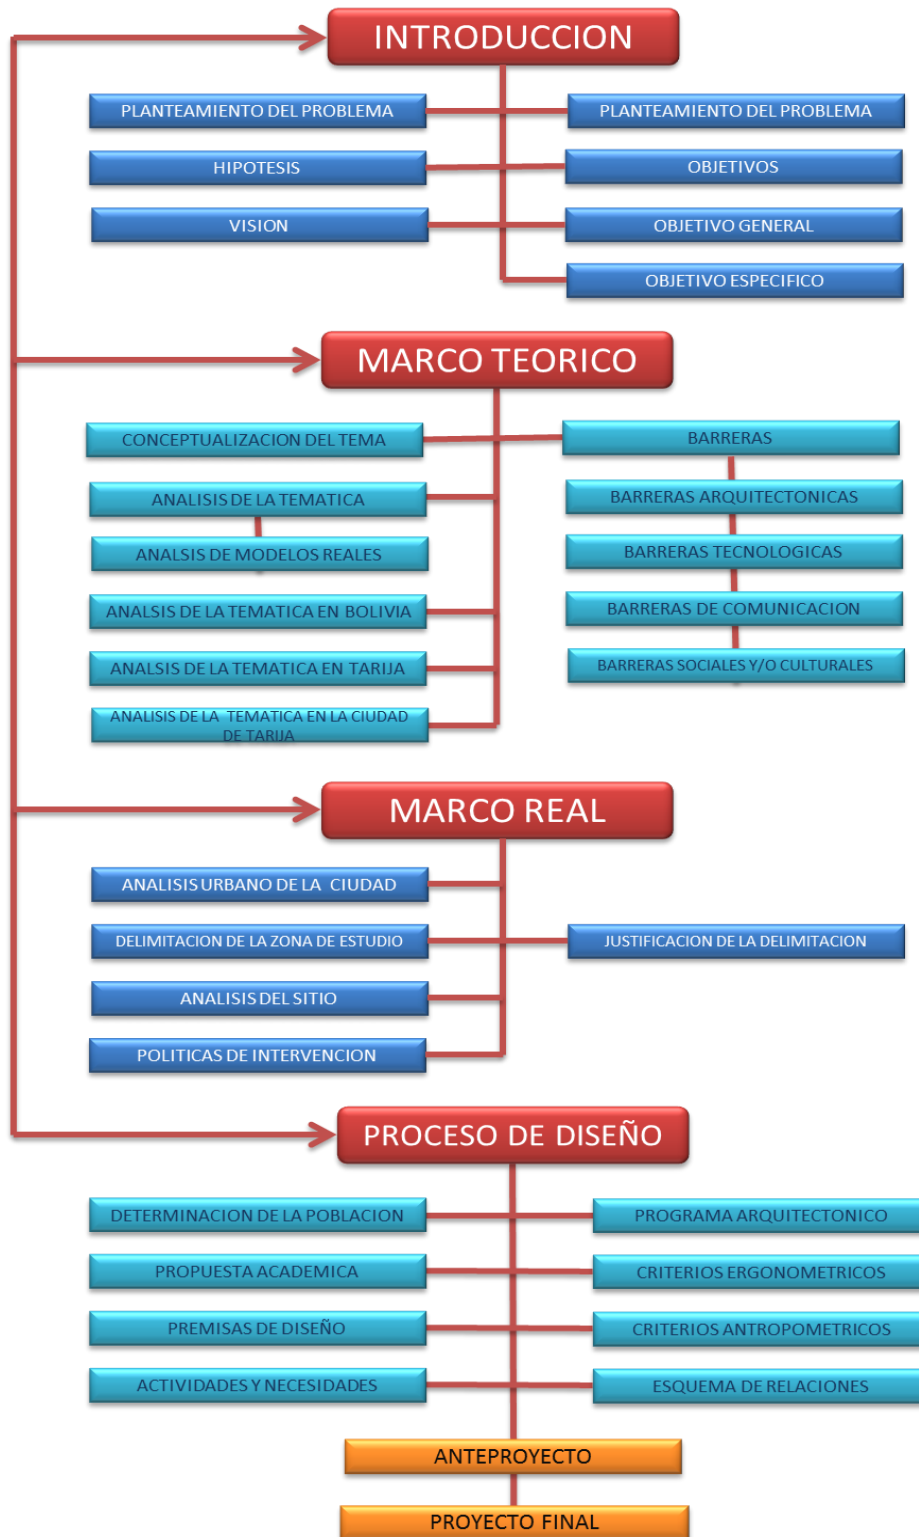 INTRODUCCION
PLANTEAMIENTO DEL PROBLEMA
PLANTEAMIENTO DEL PROBLEMA
HIPOTESIS
OBJETIVOS
VISION
OBJETIVO GENERAL
OBJETIVO ESPECIFICO
MARCO TEORICO
CONCEPTUALIZACION DEL TEMA
BARRERAS
ANALISIS DE LA TEMATICA
BARRERAS ARQUITECTONICAS
ANALSIS DE MODELOS REALES
BARRERAS TECNOLOGICAS
ANALSIS DE LA TEMATICA EN BOLIVIA
BARRERAS DE COMUNICACION
ANALSIS DE LA TEMATICA EN TARIJA
BARRERAS SOCIALES Y/O CULTURALES
ANALISIS DE LA TEMATICA EN LA CIUDAD
DE TARIJA
MARCO REAL
ANALISIS URBANO DE LA CIUDAD
DELIMITACION DE LA ZONA DE ESTUDIO
JUSTIFICACION DE LA DELIMITACION
ANALISIS DEL SITIO
POLITICAS DE INTERVENCION
PROCESO DE DISEÑO
DETERMINACION DE LA POBLACION
PROGRAMA ARQUITECTONICO
PROPUESTA ACADEMICA
CRITERIOS ERGONOMETRICOS
PREMISAS DE DISEÑO
CRITERIOS ANTROPOMETRICOS
ACTIVIDADES Y NECESIDADES
ESQUEMA DE RELACIONES
ANTEPROYECTO
PROYECTO FINAL